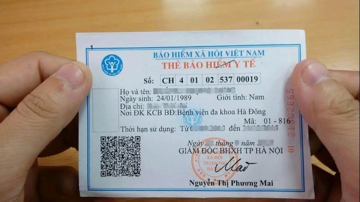 BẢO HIỂM XÃ HỘI VIỆT NAM
THẺ BẢO HIỂM Y TẾ
Số: CH 4 01 02 537 00019
Họ và tên:
Ngày sinh: 24/01/1989 Giới tính: Nam
Địa chỉ:
Nơi ĐK KCB BĐ: Bệnh viện đa khoa Hà Đông
Mã: 01 - 816
Thời hạn sử dụng: Từ đến
Ngày
GIÁM ĐỐC BHXH TP HÀ NỘI
Nguyễn Thị Phương Mai